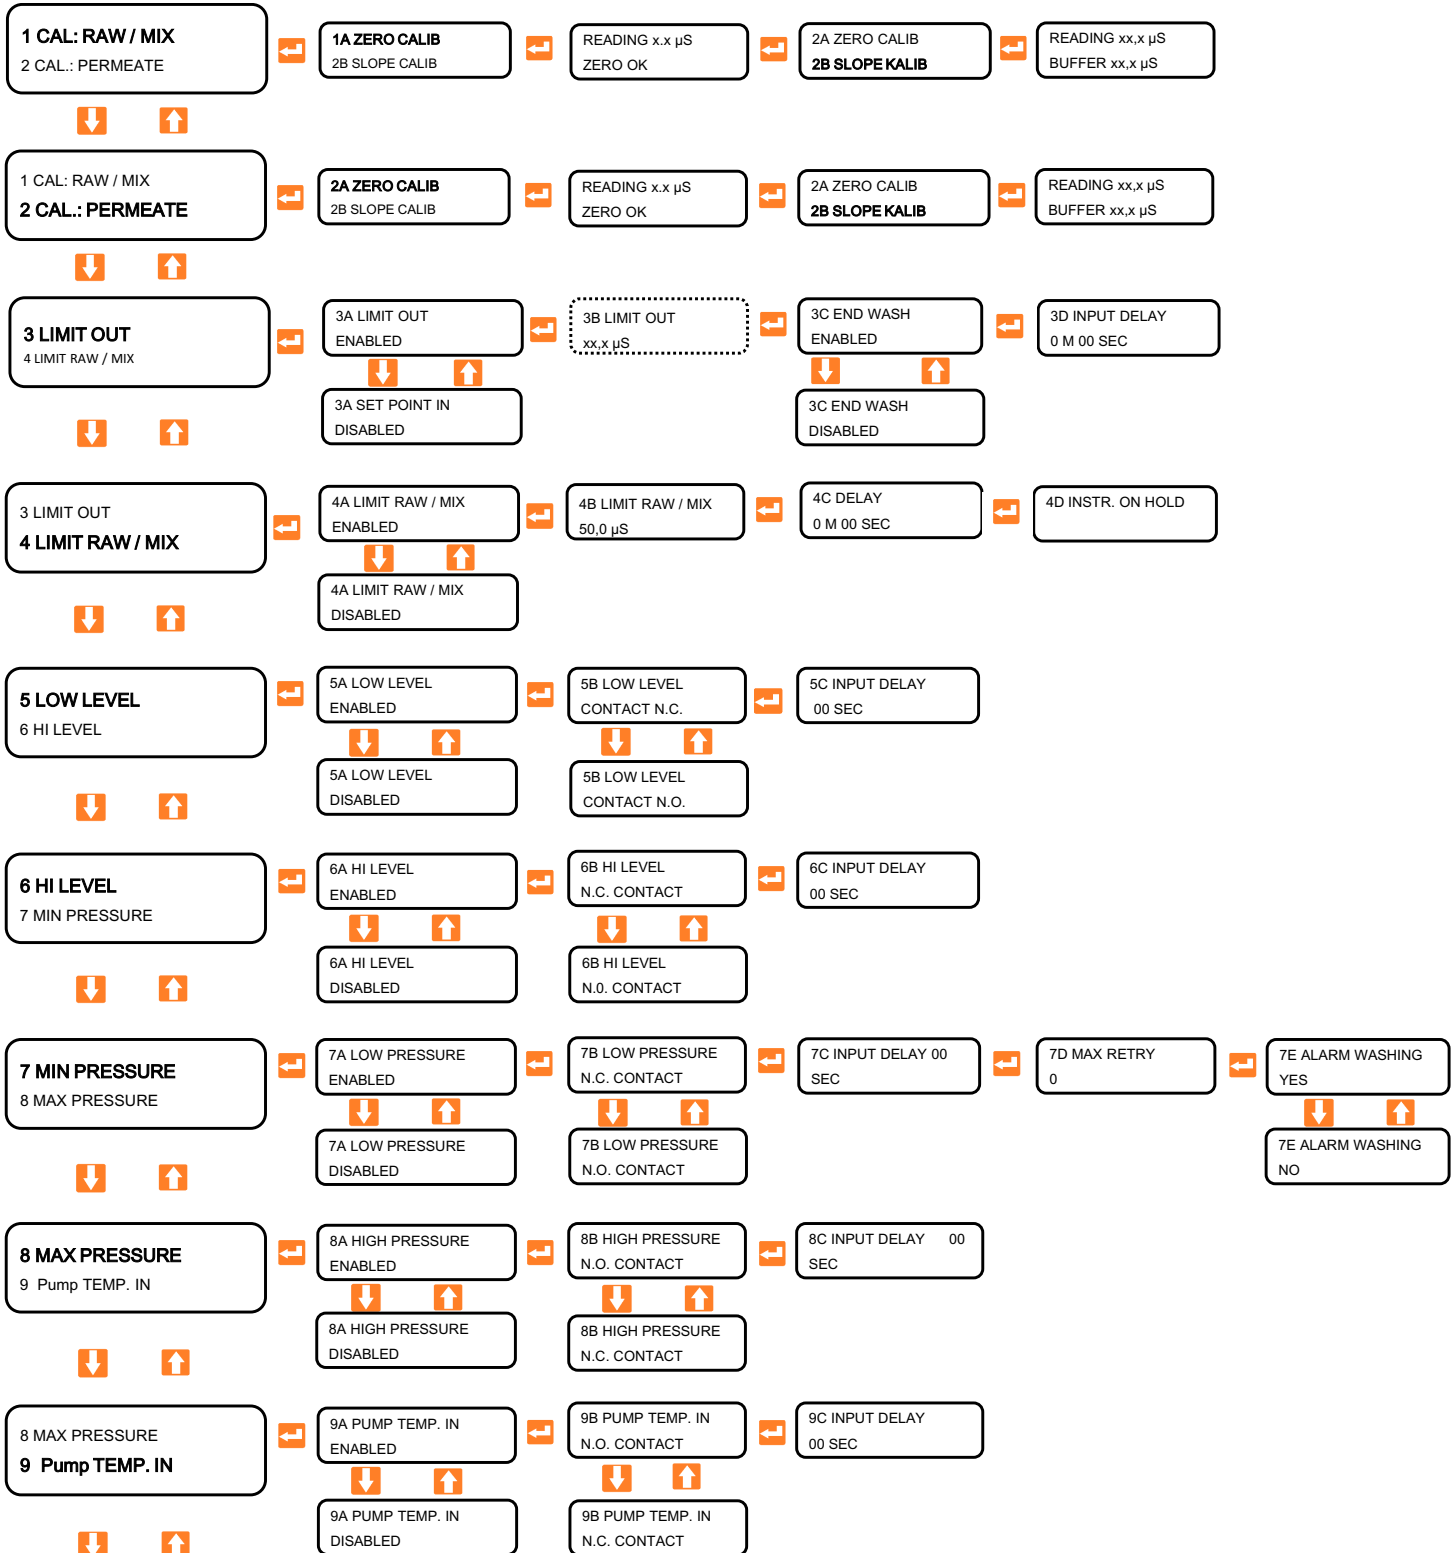 1 CAL: RAW / MIX
2 CAL.: PERMEATE
1A ZERO CALIB
2B SLOPE CALIB
READING x.x µS
ZERO OK
2A ZERO CALIB
2B SLOPE KALIB
READING xx,x µS
BUFFER xx,x µS
1 CAL: RAW / MIX
2 CAL.: PERMEATE
2A ZERO CALIB
2B SLOPE CALIB
READING x.x µS
ZERO OK
2A ZERO CALIB
2B SLOPE KALIB
READING xx,x µS
BUFFER xx,x µS
3 LIMIT OUT
4 LIMIT RAW / MIX
3A LIMIT OUT
ENABLED
3B LIMIT OUT
xx,x µS
3C END WASH
ENABLED
3D INPUT DELAY
0 M 00 SEC
3A SET POINT IN
DISABLED
3C END WASH
DISABLED
3 LIMIT OUT
4 LIMIT RAW / MIX
4A LIMIT RAW / MIX
ENABLED
4B LIMIT RAW / MIX
50,0 µS
4C DELAY
0 M 00 SEC
4D INSTR. ON HOLD
4A LIMIT RAW / MIX
DISABLED
5 LOW LEVEL
6 HI LEVEL
5A LOW LEVEL
ENABLED
5B LOW LEVEL
CONTACT N.C.
5C INPUT DELAY
00 SEC
5A LOW LEVEL
DISABLED
5B LOW LEVEL
CONTACT N.O.
6 HI LEVEL
7 MIN PRESSURE
6A HI LEVEL
ENABLED
6B HI LEVEL
N.C. CONTACT
6C INPUT DELAY
00 SEC
6A HI LEVEL
DISABLED
6B HI LEVEL
N.0. CONTACT
7 MIN PRESSURE
8 MAX PRESSURE
7A LOW PRESSURE
ENABLED
7B LOW PRESSURE
N.C. CONTACT
7C INPUT DELAY 00
SEC
7D MAX RETRY
0
7E ALARM WASHING
YES
7A LOW PRESSURE
DISABLED
7B LOW PRESSURE
N.O. CONTACT
7E ALARM WASHING
NO
8 MAX PRESSURE
9 Pump TEMP. IN
8A HIGH PRESSURE
ENABLED
8B HIGH PRESSURE
N.O. CONTACT
8C INPUT DELAY 00
SEC
8A HIGH PRESSURE
DISABLED
8B HIGH PRESSURE
N.C. CONTACT
8 MAX PRESSURE
9 Pump TEMP. IN
9A PUMP TEMP. IN
ENABLED
9B PUMP TEMP. IN
N.O. CONTACT
9C INPUT DELAY
00 SEC
9A PUMP TEMP. IN
DISABLED
9B PUMP TEMP. IN
N.C. CONTACT